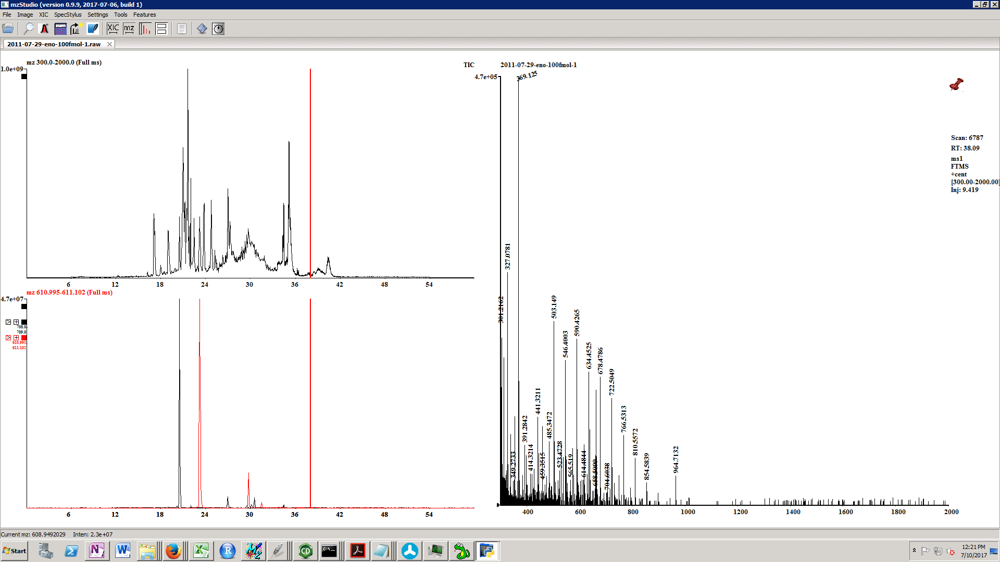 mzStudio (version 0.9.9, 2017-07-06, build 1)
File Image XIC SpecStylus Settings Tools Features
XIC mz
2011-07-29-eno-100fmol-1.raw
mz 300.0-2000.0 (Full ms)
TIC
1.0e+09
6 12 18 24 30 36 42 48 54
mz 610.995-611.102 (Full ms)
4.7e+07
708.0-
709.0
610.995-
611.102
6 12 18 24 30 36 42 48 54
2011-07-29-eno-100fmol-1
4.7e+05
369.125
327.0781
301.2162
503.149
590.4265
546.4003
634.4525
678.4786
722.5049
441.3211
766.5313
485.3472
391.2842
810.5572
414.3214
523.4728
964.7132
349.2733
459.3515
565.519
614.4844
854.5839
658.5099
704.6038
400 600 800 1000 1200 1400 1600 1800 2000
Scan: 6787
RT: 38.09
ms1
FTMS
+cent
[300.00-2000.00]
Inj: 9.419
Current mz: 608.9492029 Inten: 2.3e+07
Start
CD
12:21 PM
7/10/2017